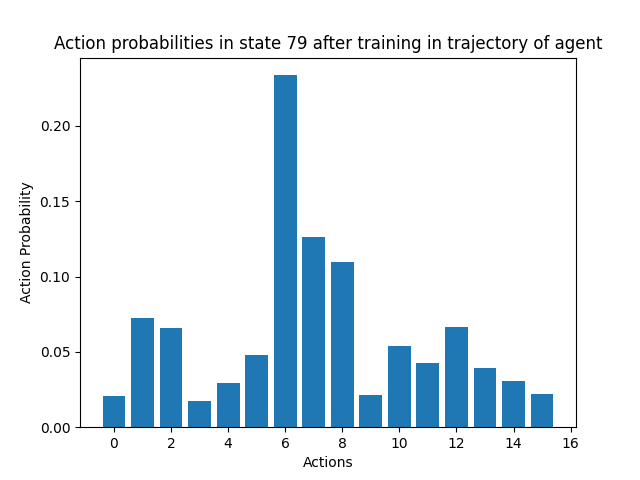 Action probabilities in state 79 after training in trajectory of agent
0.20
0.15
0.10
0.05
0.00
Action Probability
0 2 4 6 8 10 12 14 16
Actions